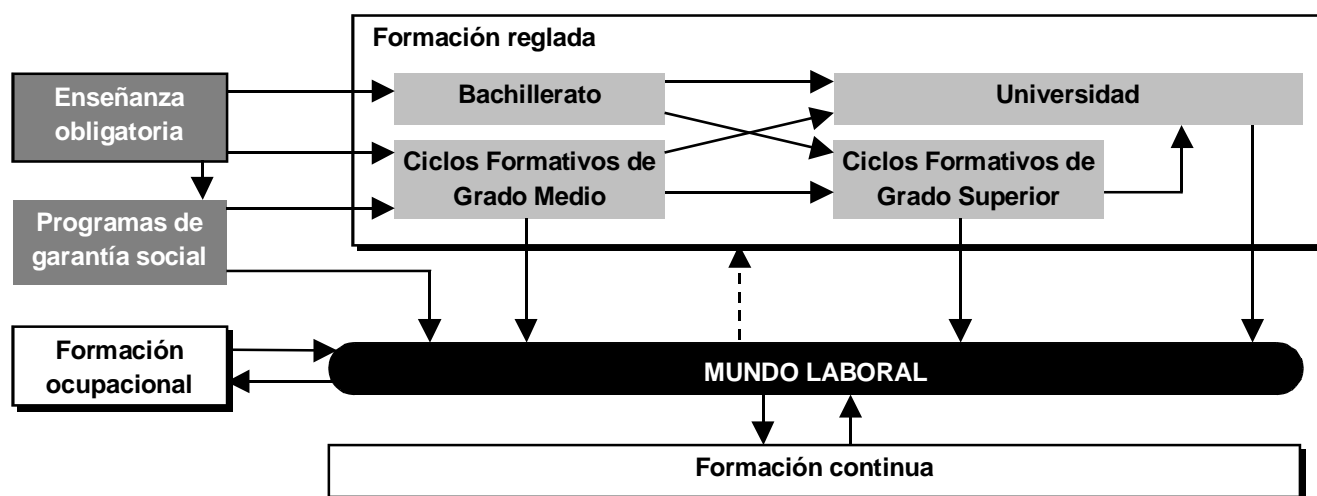 Formación reglada
Enseñanza
obligatoria
Bachillerato
Universidad
Ciclos Formativos de
Grado Medio
Ciclos Formativos de
Grado Superior
Programas de
garantía social
Formación
ocupacional
MUNDO LABORAL
Formación continua